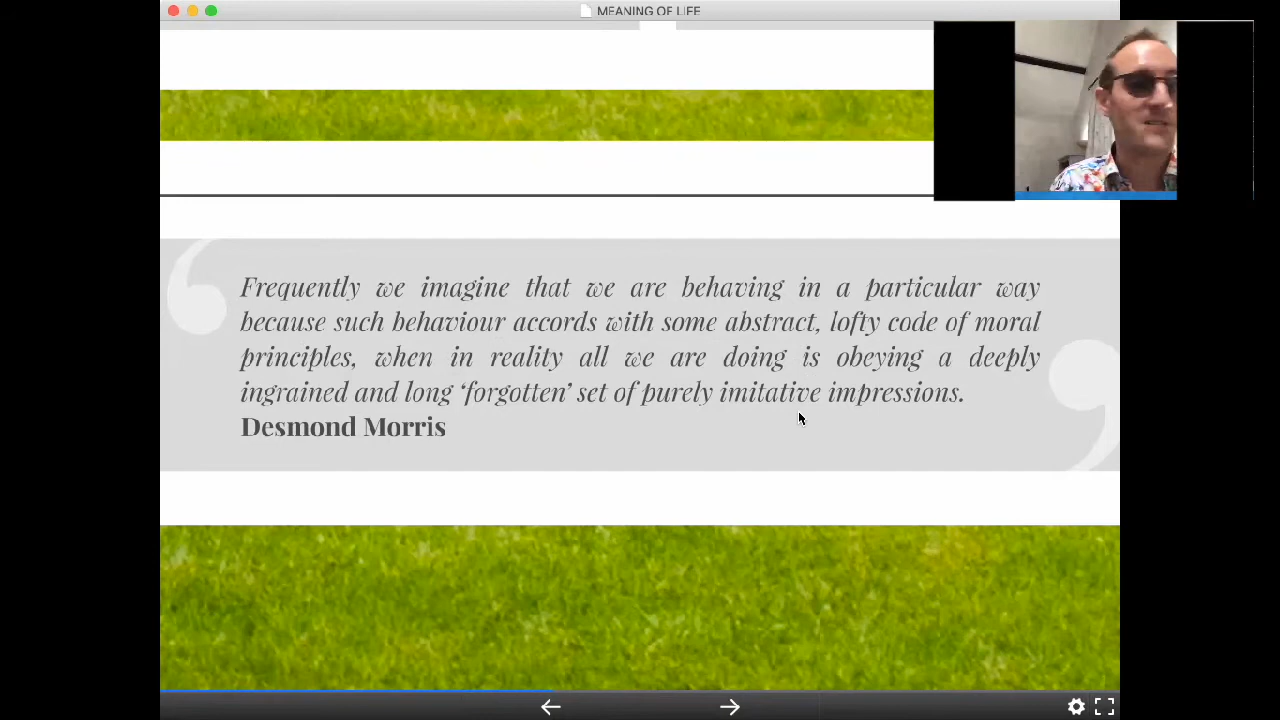 MEANING OF LIFE
Frequently we imagine that we are behaving in a particular way
because such behaviour accords with some abstract, lofty code of moral
principles, when in reality all we are doing is obeying a deeply
ingrained and long ‘forgotten’ set of purely imitative impressions.
Desmond Morris